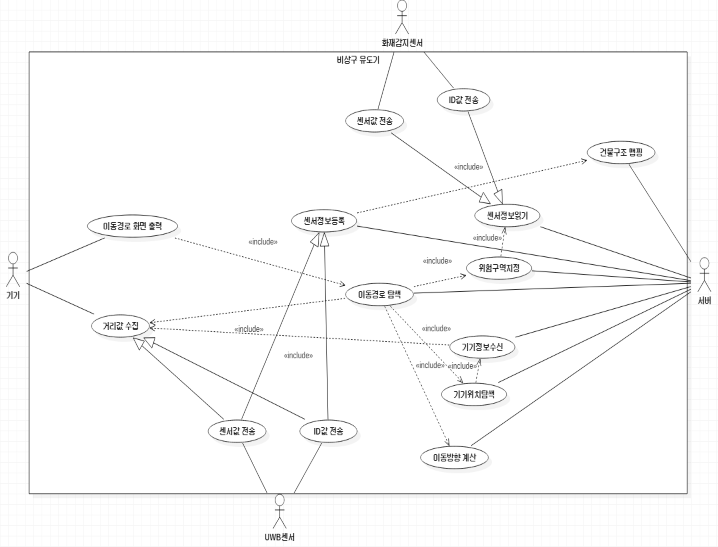 화재감지센서
비상구 유도기
ID값 전송
센서값 전송
건물구조 맵핑
«include»
센서정보읽기
센서정보등록
이동경로 화면 출력
«include»
«include»
«include»
위험구역지정
기기
서버
이동경로 탐색
거리값 수집
«include»
«include»
기기정보수신
«include»
«include»
«include»
기기위치탐색
센서값 전송
ID값 전송
이동방향 계산
UWB센서